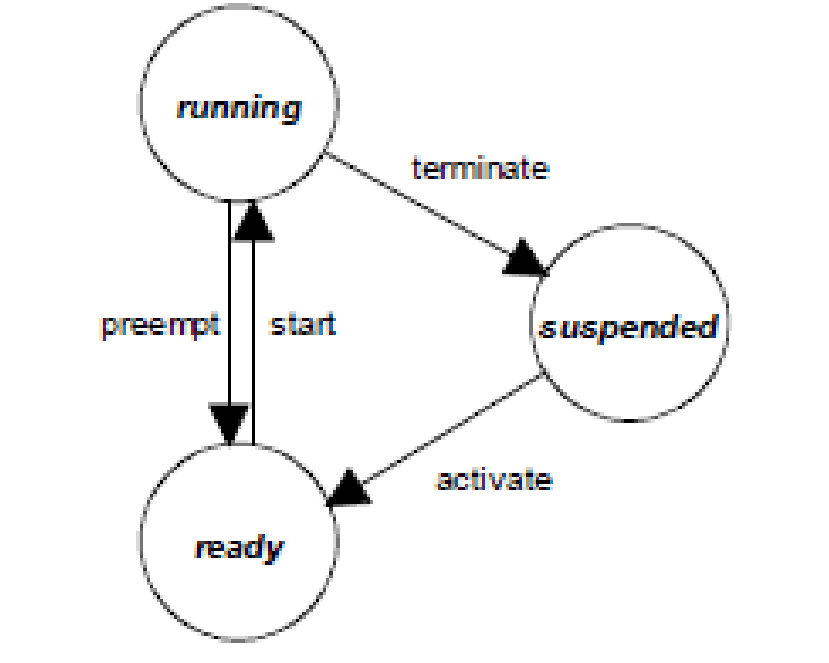 running
terminate
preempt
start
suspended
activate
ready